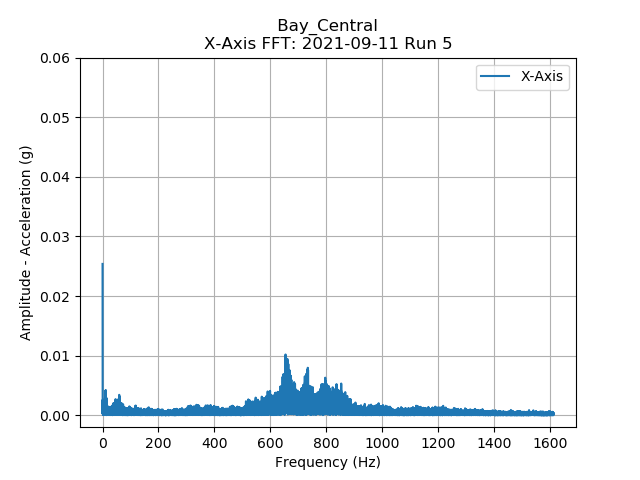 Bay_Central
X-Axis FFT: 2021-09-11 Run 5
X-Axis
0.06
0.05
0.04
0.03
0.02
0.01
0.00
Amplitude - Acceleration (g)
0 200 400 600 800 1000 1200 1400 1600
Frequency (Hz)